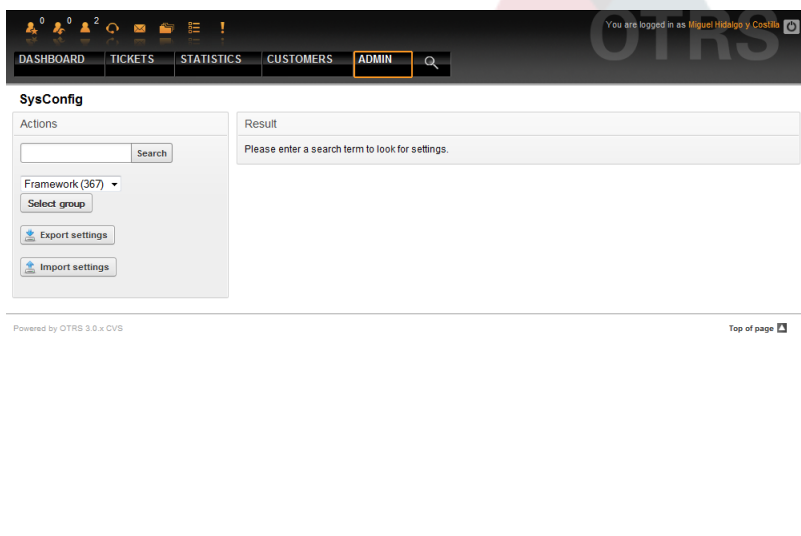 0 0 2
You are logged in as Miguel Hidalgo y Costilla
OTRS
DASHBOARD TICKETS STATISTICS CUSTOMERS ADMIN
SysConfig
Actions
Search
Framework (367)
Select group
Export settings
Import settings
Result
Please enter a search term to look for settings.
Powered by OTRS 3.0.x CVS
Top of page